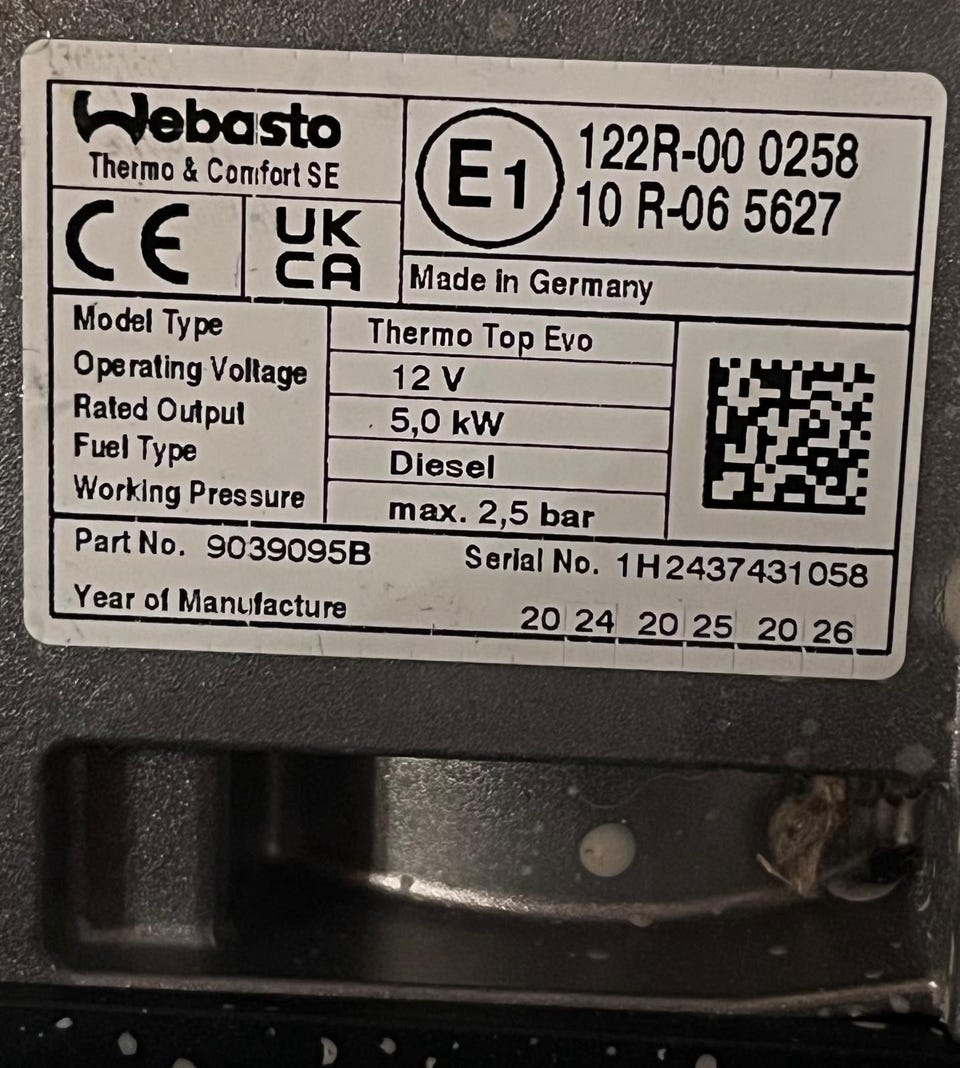 Webasto
Thermo & Comfort SE
E1
122R-00 0258
10 R-06 5627
CE
UK
CA
Made in Germany
Model Type Thermo Top Evo
Operating Voltage 12 V
Rated Output 5,0 kW
Fuel Type Diesel
Working Pressure max. 2,5 bar
Part No. 9039095B Serial No. 1H2437431058
Year of Manufacture 20 24 20 25 20 26